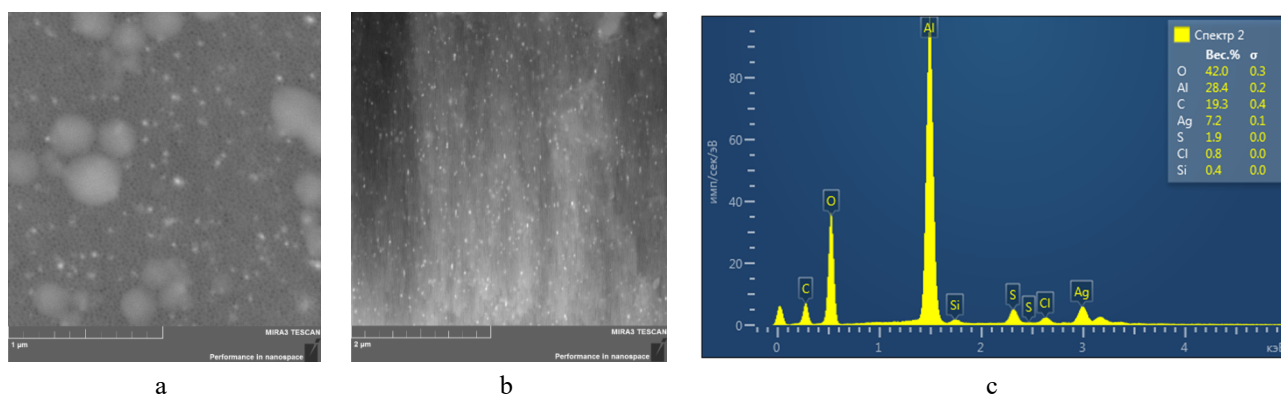 1 µm
MIRA3 TESCAN
Performance in nanospace
2 µm
MIRA3 TESCAN
Performance in nanospace
имп/сек/эВ
80
60
40
20
0
C
O
Al
Si
S
S
Cl
Ag
0
1
2
3
4
Спектр 2
Вес.% σ
O 42.0 0.3
Al 28.4 0.2
C 19.3 0.4
Ag 7.2 0.1
S 1.9 0.0
Cl 0.8 0.0
Si 0.4 0.0
a
b
c